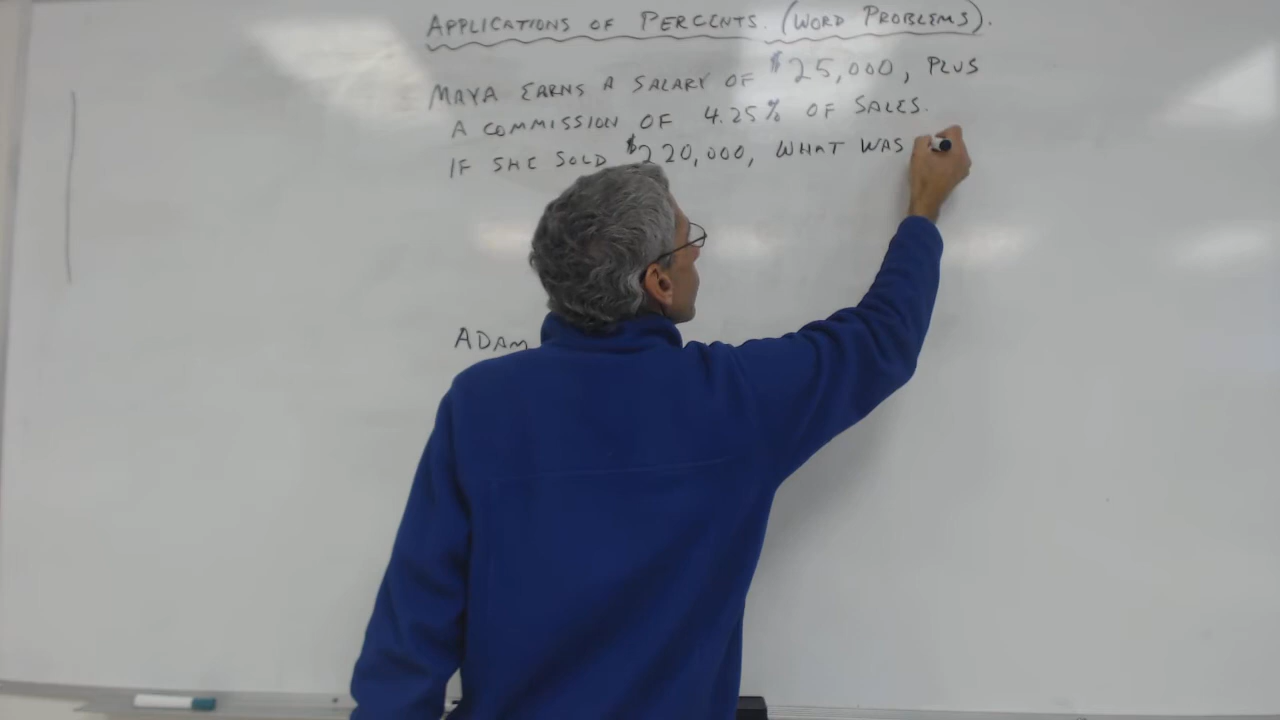 APPLICATIONS OF PERCENTS. (WORD PROBLEMS).
MAYA EARNS A SALARY OF $25,000, PLUS
A COMMISSION OF 4.25% OF SALES.
IF SHE SOLD $220,000, WHAT WAS
ADAM